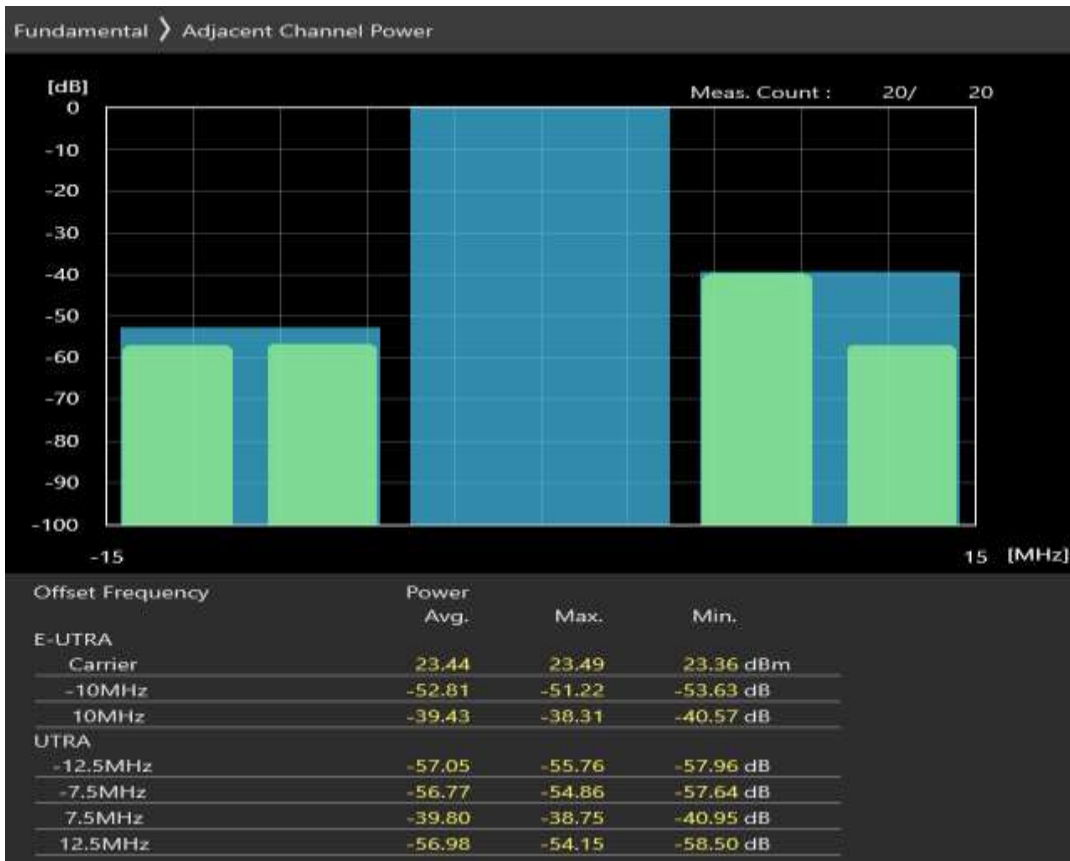 Fundamental 〉 Adjacent Channel Power
[dB]
Meas. Count : 20/ 20
0
-10
-20
-30
-40
-50
-60
-70
-80
-90
-100
-15 15 [MHz]
Offset Frequency Power
Avg. Max. Min.
E-UTRA
Carrier 23.44 23.49 23.36 dBm
-10MHz -52.81 -51.22 -53.63 dB
10MHz -39.43 -38.31 -40.57 dB
UTRA
-12.5MHz -57.05 -55.76 -57.96 dB
-7.5MHz -56.77 -54.86 -57.64 dB
7.5MHz -39.80 -38.75 -40.95 dB
12.5MHz -56.98 -54.15 -58.50 dB